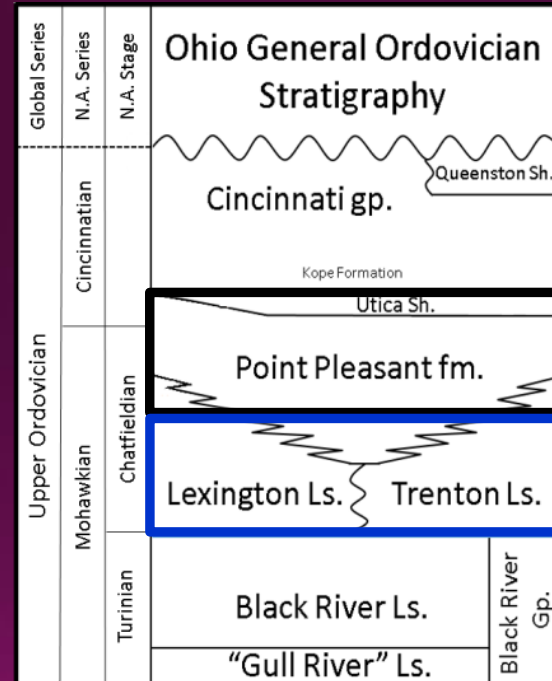 Global Series
N.A. Series
N.A. Stage
Ohio General Ordovician
Stratigraphy
Upper Ordovician
Cincinnatian
Mohawkian
Chatfieldian
Turinian
Queenston Sh.
Cincinnati gp.
Kope Formation
Utica Sh.
Point Pleasant fm.
Lexington Ls.
Trenton Ls.
Black River Ls.
Black River
Gp.
“Gull River” Ls.